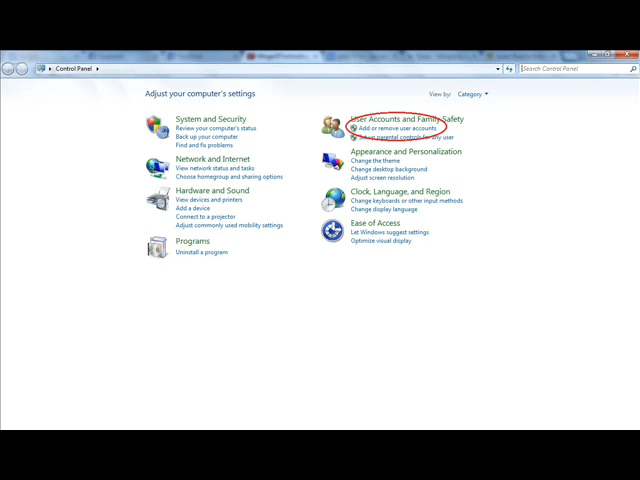 Control Panel
Search Control Panel
Adjust your computer's settings
View by: Category
System and Security
Review your computer's status
Back up your computer
Find and fix problems
Network and Internet
View network status and tasks
Choose homegroup and sharing options
Hardware and Sound
View devices and printers
Add a device
Connect to a projector
Adjust commonly used mobility settings
Programs
Uninstall a program
User Accounts and Family Safety
Add or remove user accounts
Set up parental controls for any user
Appearance and Personalization
Change the theme
Change desktop background
Adjust screen resolution
Clock, Language, and Region
Change keyboards or other input methods
Change display language
Ease of Access
Let Windows suggest settings
Optimize visual display